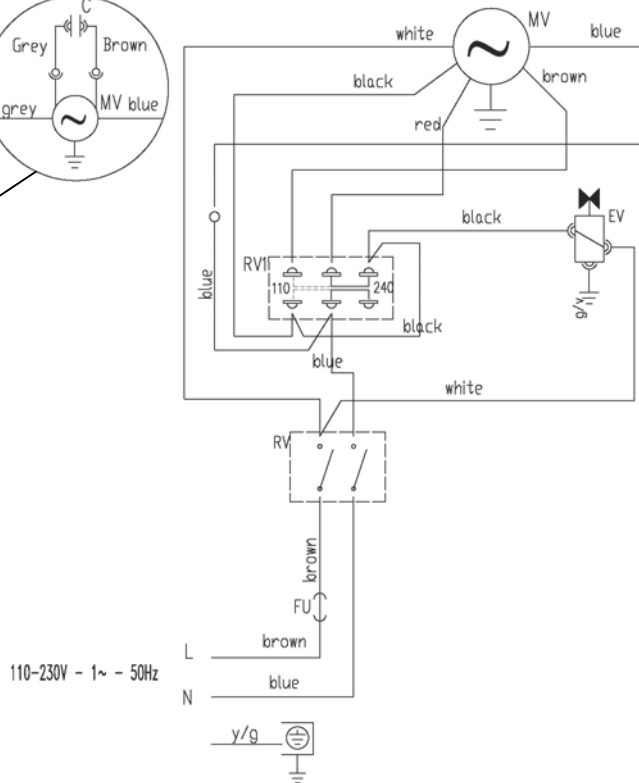 C
Grey
Brown
grey
MV
blue
white
MV
blue
black
brown
red
black
EV
RV1
110
240
blue
g/y
black
blue
white
RV
brown
FU
L
brown
110-230V - 1~ - 50Hz
N
blue
y/g